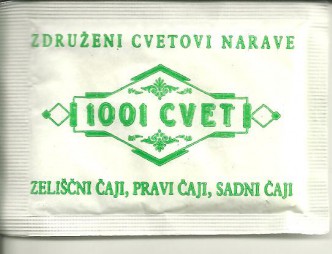 ZDRUŽENI CVETOVI NARAVE
1001 CVET
ZELIŠČNI ČAJI, PRAVI ČAJI, SADNI ČAJI